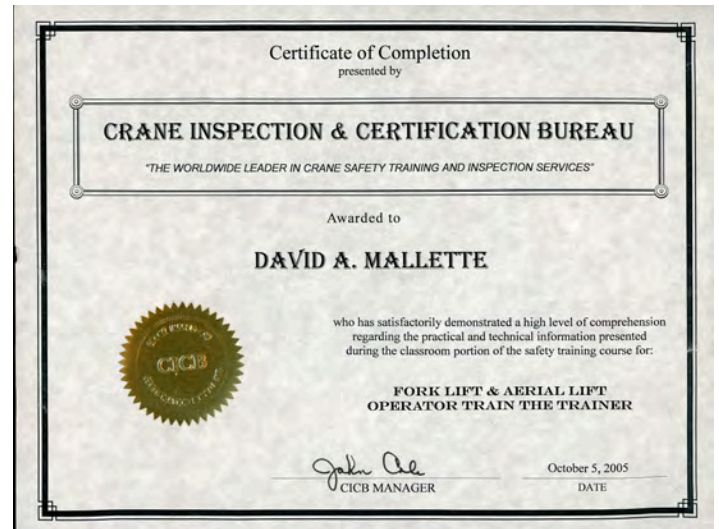 Certificate of Completion
presented by
CRANE INSPECTION & CERTIFICATION BUREAU
"THE WORLDWIDE LEADER IN CRANE SAFETY TRAINING AND INSPECTION SERVICES"
Awarded to
DAVID A. MALLETTE
who has satisfactorily demonstrated a high level of comprehension
regarding the practical and technical information presented
during the classroom portion of the safety training course for:
CICB
FORK LIFT & AERIAL LIFT
OPERATOR TRAIN THE TRAINER
John
October 5, 2005
CICB MANAGER
DATE